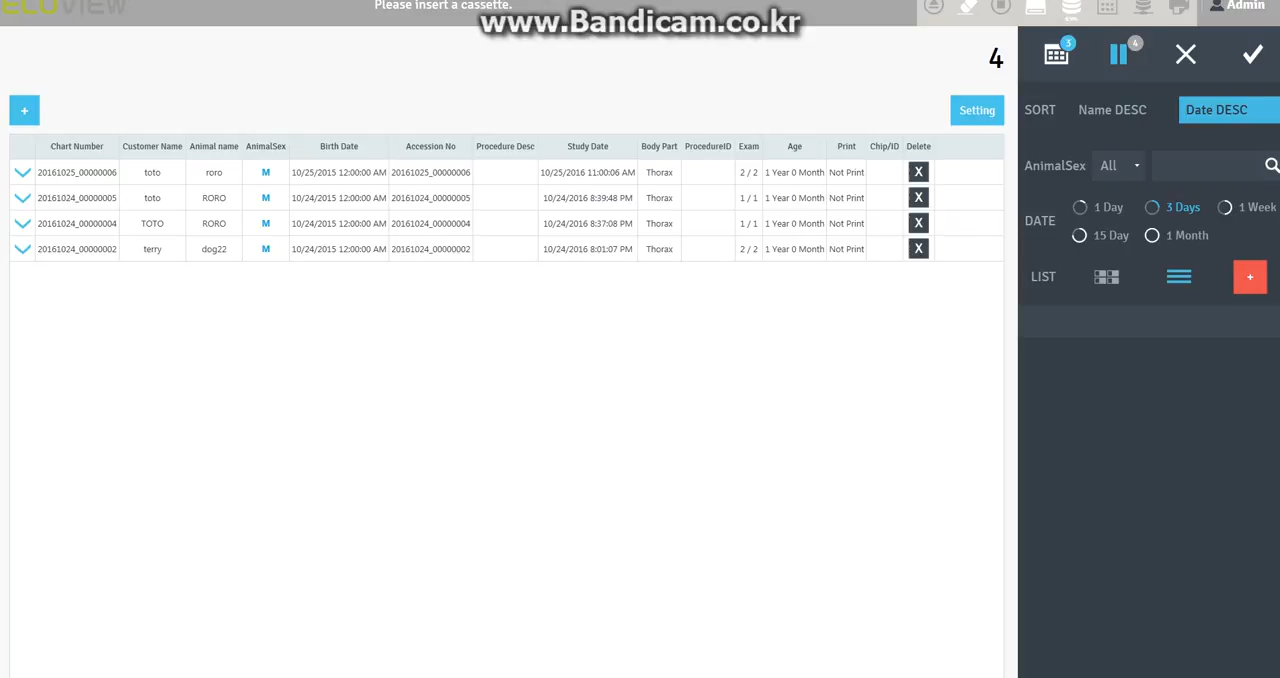 ECOVIEW
Please insert a cassette.
www.Bandicam.co.kr
Admin
4
3
4
+
Setting
SORT Name DESC Date DESC
Chart Number Customer Name Animal name AnimalSex Birth Date Accession No Procedure Desc Study Date Body Part ProcedureID Exam Age Print Chip/ID Delete
20161025_00000006 toto roro M 10/25/2015 12:00:00 AM 20161025_00000006 10/25/2016 11:00:06 AM Thorax 2 / 2 1 Year 0 Month Not Print X
20161024_00000005 toto RORO M 10/24/2015 12:00:00 AM 20161024_00000005 10/24/2016 8:39:48 PM Thorax 1 / 1 1 Year 0 Month Not Print X
20161024_00000004 TOTO RORO M 10/24/2015 12:00:00 AM 20161024_00000004 10/24/2016 8:37:08 PM Thorax 1 / 1 1 Year 0 Month Not Print X
20161024_00000002 terry dog22 M 10/24/2015 12:00:00 AM 20161024_00000002 10/24/2016 8:01:07 PM Thorax 2 / 2 1 Year 0 Month Not Print X
AnimalSex All
DATE 1 Day 3 Days 1 Week
15 Day 1 Month
LIST +